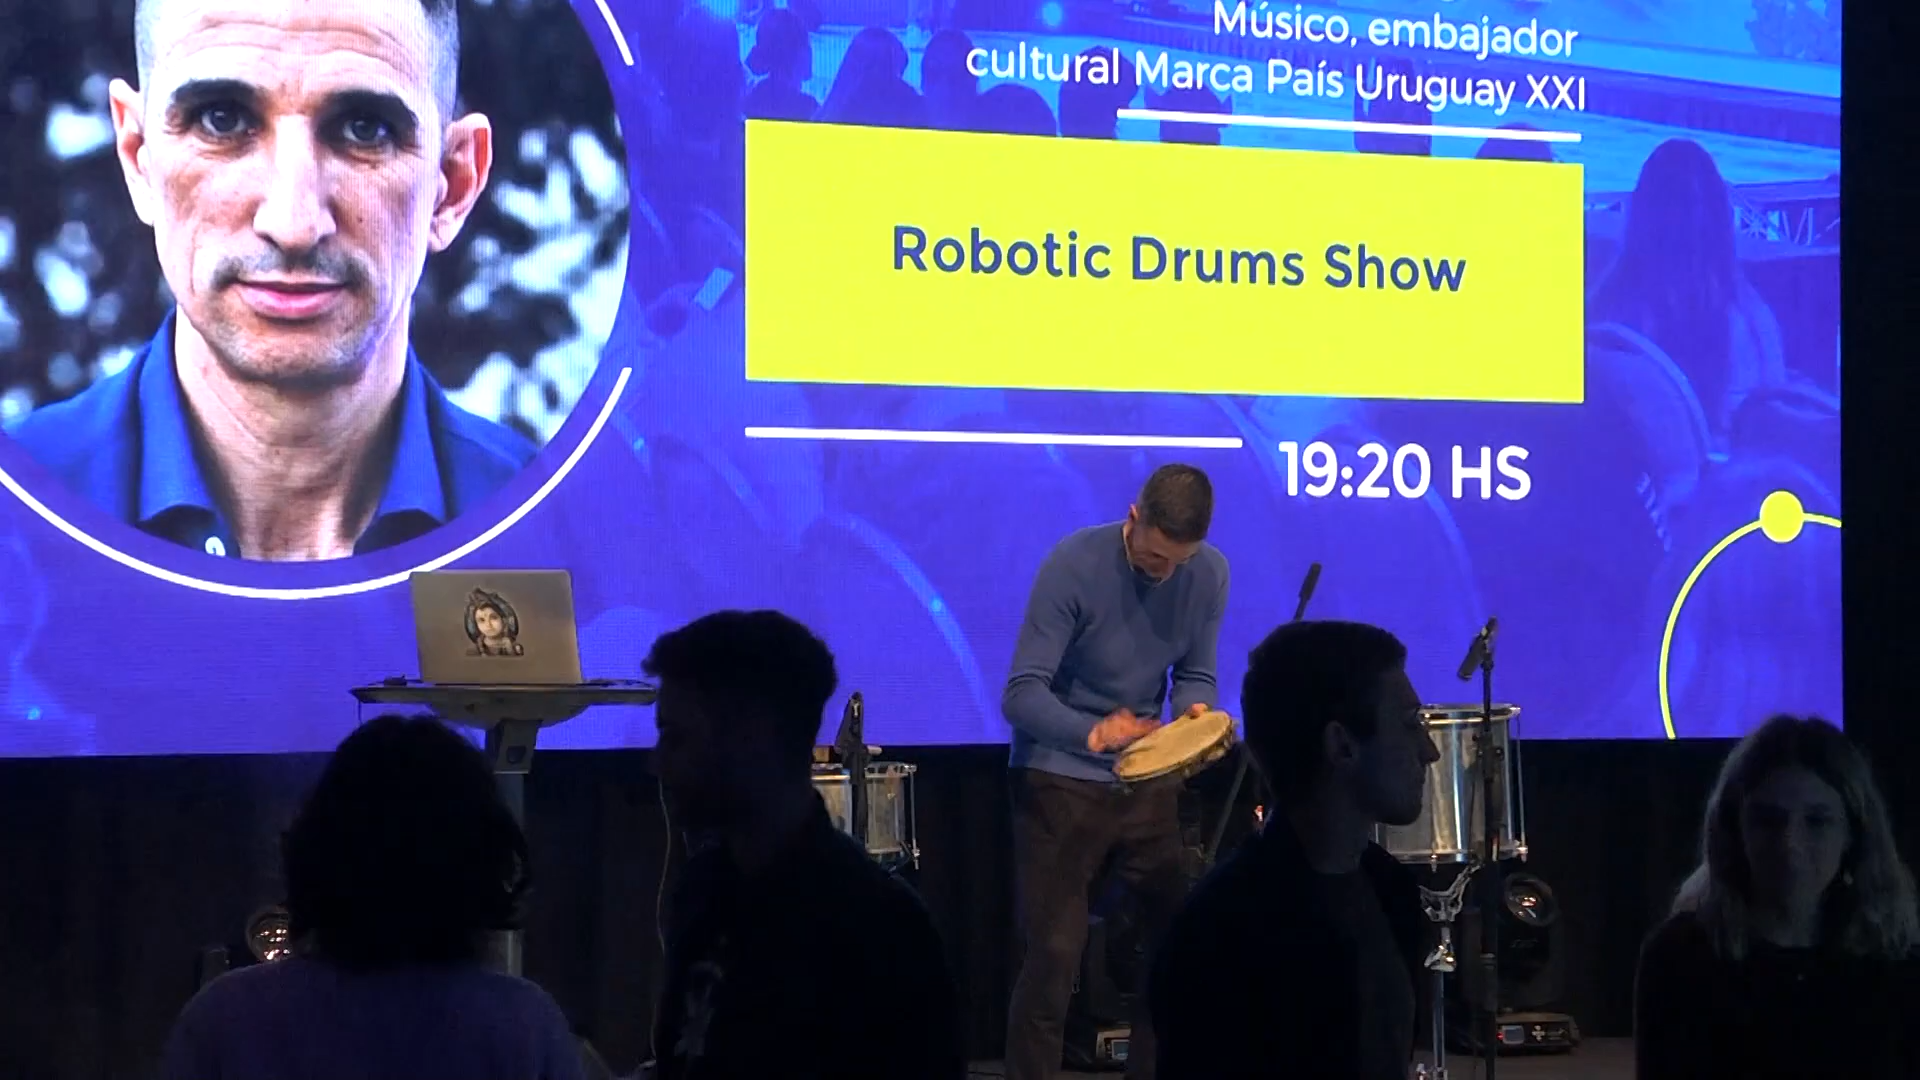 Músico, embajador
cultural Marca País Uruguay XXI
Robotic Drums Show
19:20 HS